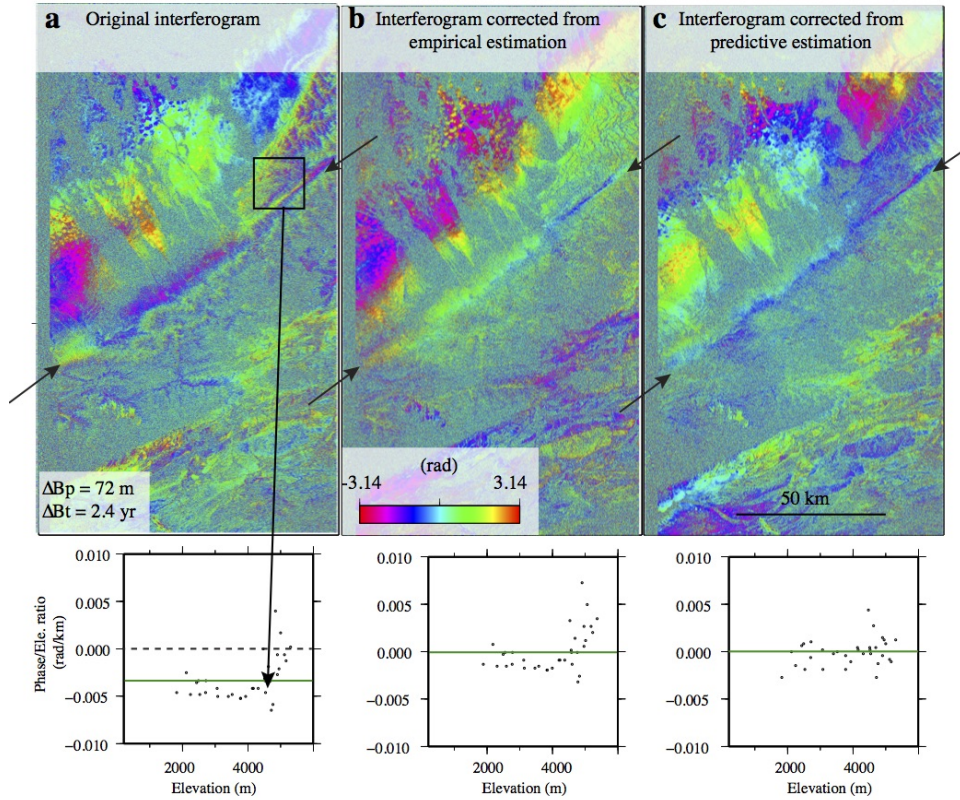 a Original interferogram
b Interferogram corrected from
empirical estimation
c Interferogram corrected from
predictive estimation
ΔBp = 72 m
ΔBt = 2.4 yr
(rad)
-3.14 3.14
50 km
Phase/Ele. ratio
(rad/km)
0.010
0.005
0.000
−0.005
−0.010
2000 4000
Elevation (m)
0.010
0.005
0.000
−0.005
−0.010
2000 4000
Elevation (m)
0.010
0.005
0.000
−0.005
−0.010
2000 4000
Elevation (m)